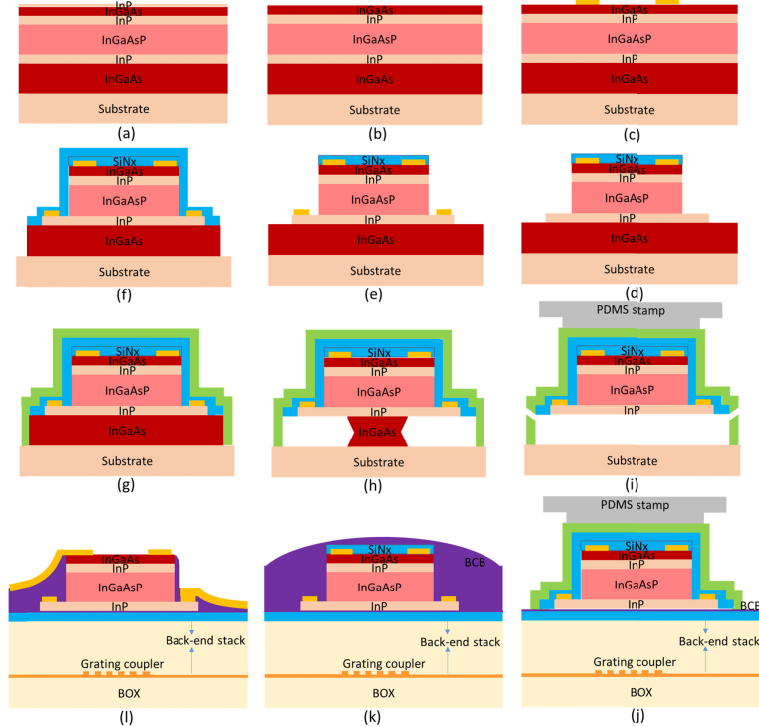 InP
InGaAs
InP
InGaAsP
InP
InGaAs
Substrate
(a)
InGaAs
InP
InGaAsP
InP
InGaAs
Substrate
(b)
InGaAs
InP
InGaAsP
InP
InGaAs
Substrate
(c)
SiNx
InGaAs
InP
InGaAsP
InP
InGaAs
Substrate
(f)
SiNx
InGaAs
InP
InGaAsP
InP
InGaAs
Substrate
(e)
SiNx
InGaAs
InP
InGaAsP
InP
InGaAs
Substrate
(d)
SiNx
InGaAs
InP
InGaAsP
InP
InGaAs
Substrate
(g)
SiNx
InGaAs
InP
InGaAsP
InP
InGaAs
Substrate
(h)
PDMS stamp
SiNx
InGaAs
InP
InGaAsP
InP
Substrate
(i)
InGaAs
InP
InGaAsP
InP
Back-end stack
Grating coupler
BOX
(l)
SiNx
InGaAs
InP
BCB
InGaAsP
InP
Back-end stack
Grating coupler
BOX
(k)
PDMS stamp
SiNx
InGaAs
InP
InGaAsP
InP
BCB
Back-end stack
Grating coupler
BOX
(j)